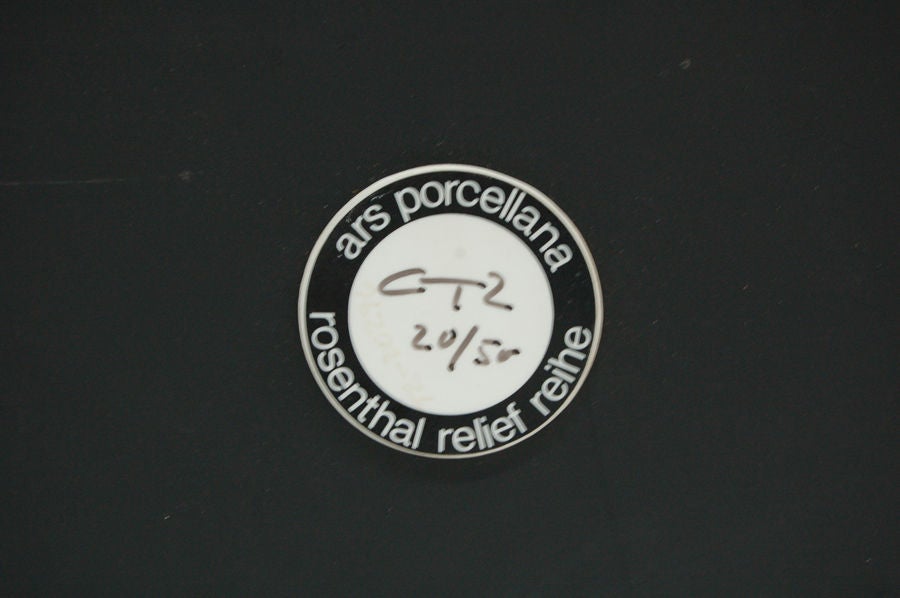 ars porcellana
CT2
20/50
rosenthal relief reihe